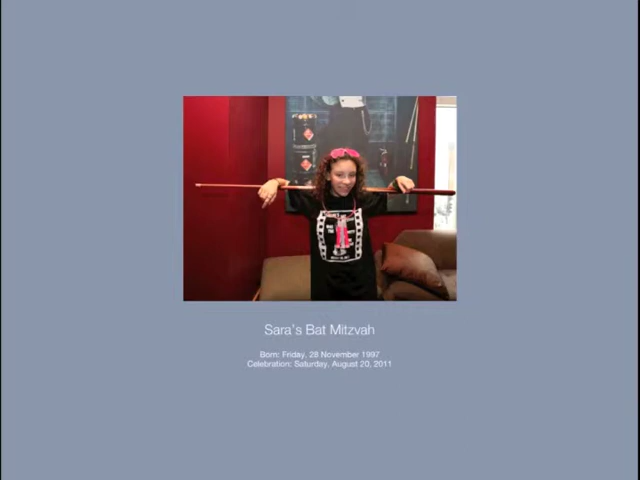 Sara's Bat Mitzvah
Born: Friday, 28 November 1997
Celebration: Saturday, August 20, 2011